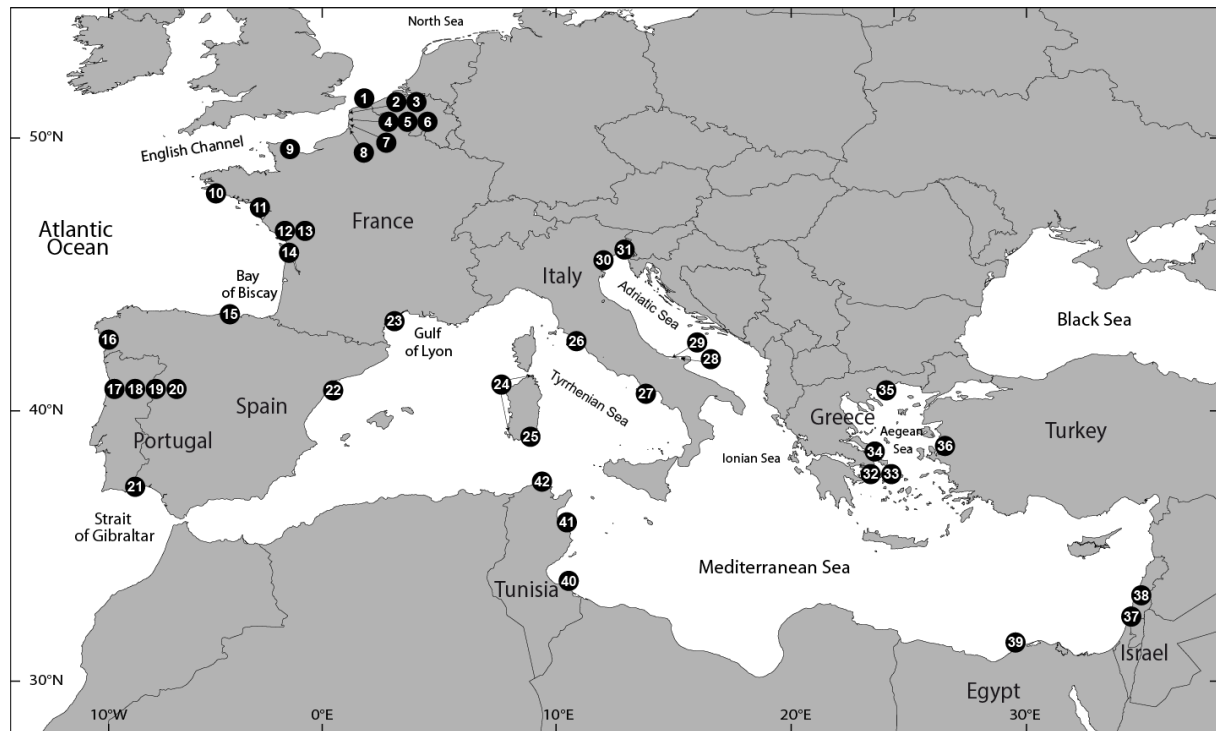 North Sea
1
2 3
50°N
4 5 6
English Channel
7
9
8
10
11
France
Atlantic
Ocean
12 13
14
31
30
Italy
Bay
of Biscay
Adriatic Sea
15
23
Gulf
of Lyon
Black Sea
16
26
29
28
17 18 19 20
Spain
22
24
Tyrrhenian Sea
27
35
40°N
Greece
Aegean
Sea
Turkey
Portugal
25
Ionian Sea
34
36
32 33
21
42
Strait
of Gibraltar
41
Mediterranean Sea
Tunisia
40
38
37
39
Israel
30°N
Egypt
10°W
0°E
10°E
20°E
30°E